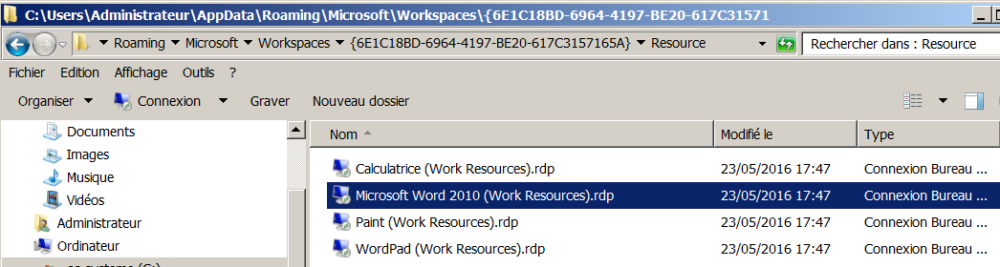 C:\Users\Administrateur\AppData\Roaming\Microsoft\Workspaces\{6E1C18BD-6964-4197-BE20-617C31571
Roaming Microsoft Workspaces {6E1C18BD-6964-4197-BE20-617C3157165A} Resource Rechercher dans : Resource
Fichier Edition Affichage Outils ?
Organiser Connexion Graver Nouveau dossier
Documents
Images
Musique
Vidéos
Administrateur
Ordinateur
Nom Modifié le Type
Calculatrice (Work Resources).rdp 23/05/2016 17:47 Connexion Bureau ...
Microsoft Word 2010 (Work Resources).rdp 23/05/2016 17:47 Connexion Bureau ...
Paint (Work Resources).rdp 23/05/2016 17:47 Connexion Bureau ...
WordPad (Work Resources).rdp 23/05/2016 17:47 Connexion Bureau ...